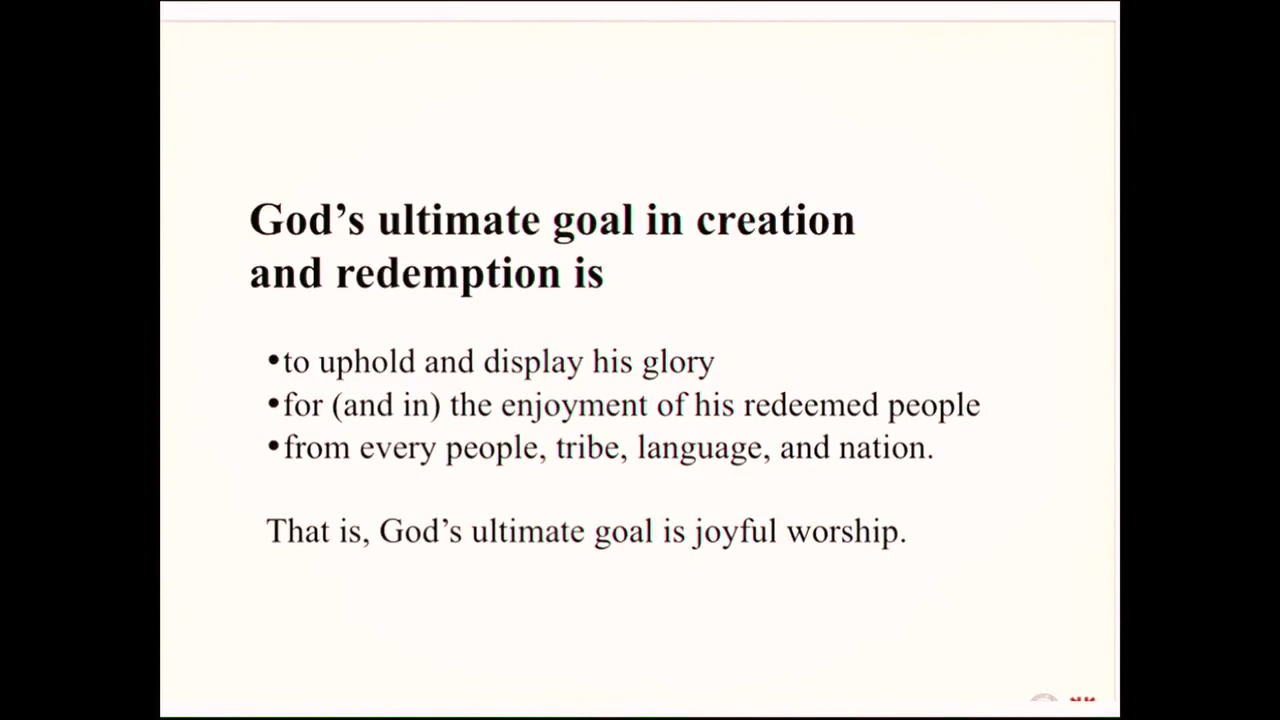 God’s ultimate goal in creation
and redemption is
•to uphold and display his glory
•for (and in) the enjoyment of his redeemed people
•from every people, tribe, language, and nation.
That is, God’s ultimate goal is joyful worship.